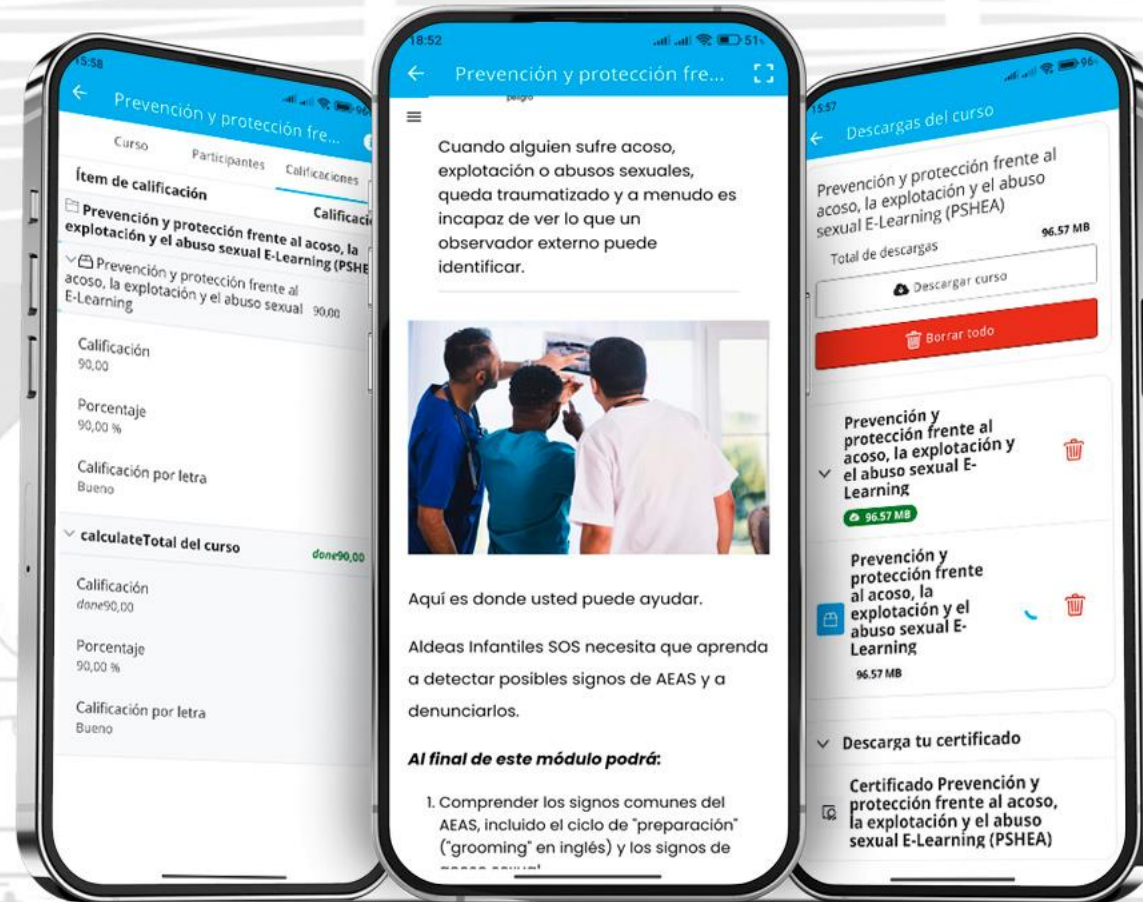 15:58
96
Prevención y protección fre...
Curso Participantes Calificaciones
Ítem de calificación Calificació
Prevención y protección frente al acoso, la
explotación y el abuso sexual E-Learning (PSHE
Prevención y protección frente al
acoso, la explotación y el abuso sexual 90,00
E-Learning
Calificación
90,00
Porcentaje
90,00 %
Calificación por letra
Bueno
calculateTotal del curso done90,00
Calificación
done90,00
Porcentaje
90,00 %
Calificación por letra
Bueno
18:52 51
Prevención y protección fre...
peligro
Cuando alguien sufre acoso,
explotación o abusos sexuales,
queda traumatizado y a menudo es
incapaz de ver lo que un
observador externo puede
identificar.
Aquí es donde usted puede ayudar.
Aldeas Infantiles SOS necesita que aprenda
a detectar posibles signos de AEAS y a
denunciarlos.
Al final de este módulo podrá:
1. Comprender los signos comunes del
AEAS, incluido el ciclo de "preparación"
("grooming" en inglés) y los signos de
15:57 96
Descargas del curso
Prevención y protección frente al
acoso, la explotación y el abuso
sexual E-Learning (PSHEA)
Total de descargas 96.57 MB
Descargar curso
Borrar todo
Prevención y
protección frente al
acoso, la explotación y
el abuso sexual E-
Learning
96.57 MB
Prevención y
protección frente
al acoso, la
explotación y el
abuso sexual E-
Learning
96.57 MB
Descarga tu certificado
Certificado Prevención y
protección frente al acoso,
la explotación y el abuso
sexual E-Learning (PSHEA)